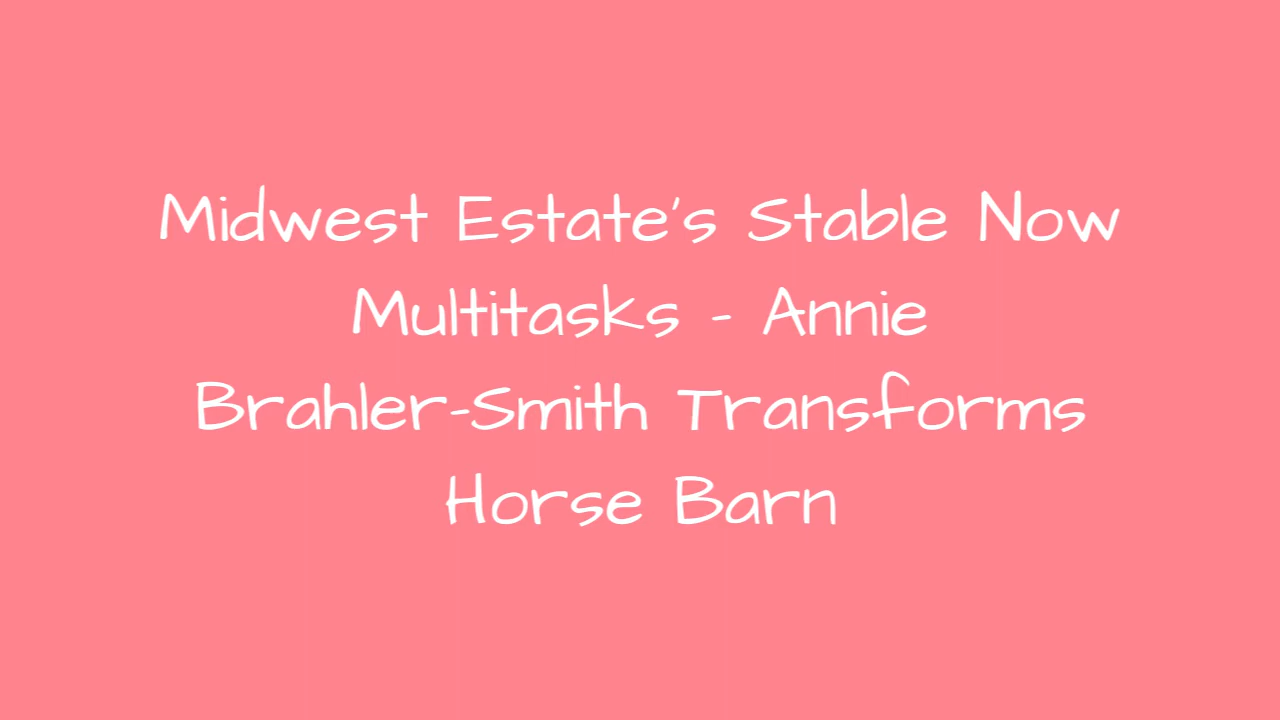 Midwest Estate's Stable Now
Multitasks - Annie
Brahler-Smith Transforms
Horse Barn